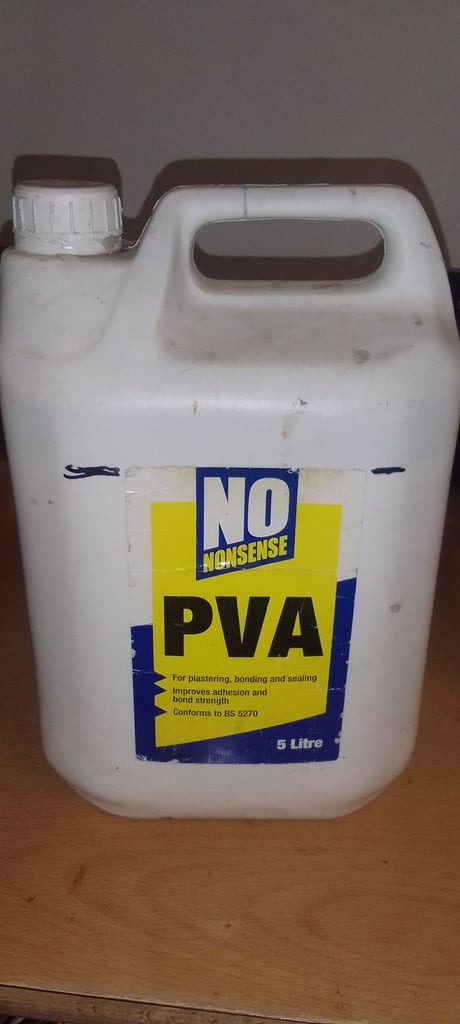 NO
NONSENSE
PVA
For plastering, bonding and sealing
Improves adhesion and
bond strength
Conforms to BS 5270
5 Litre